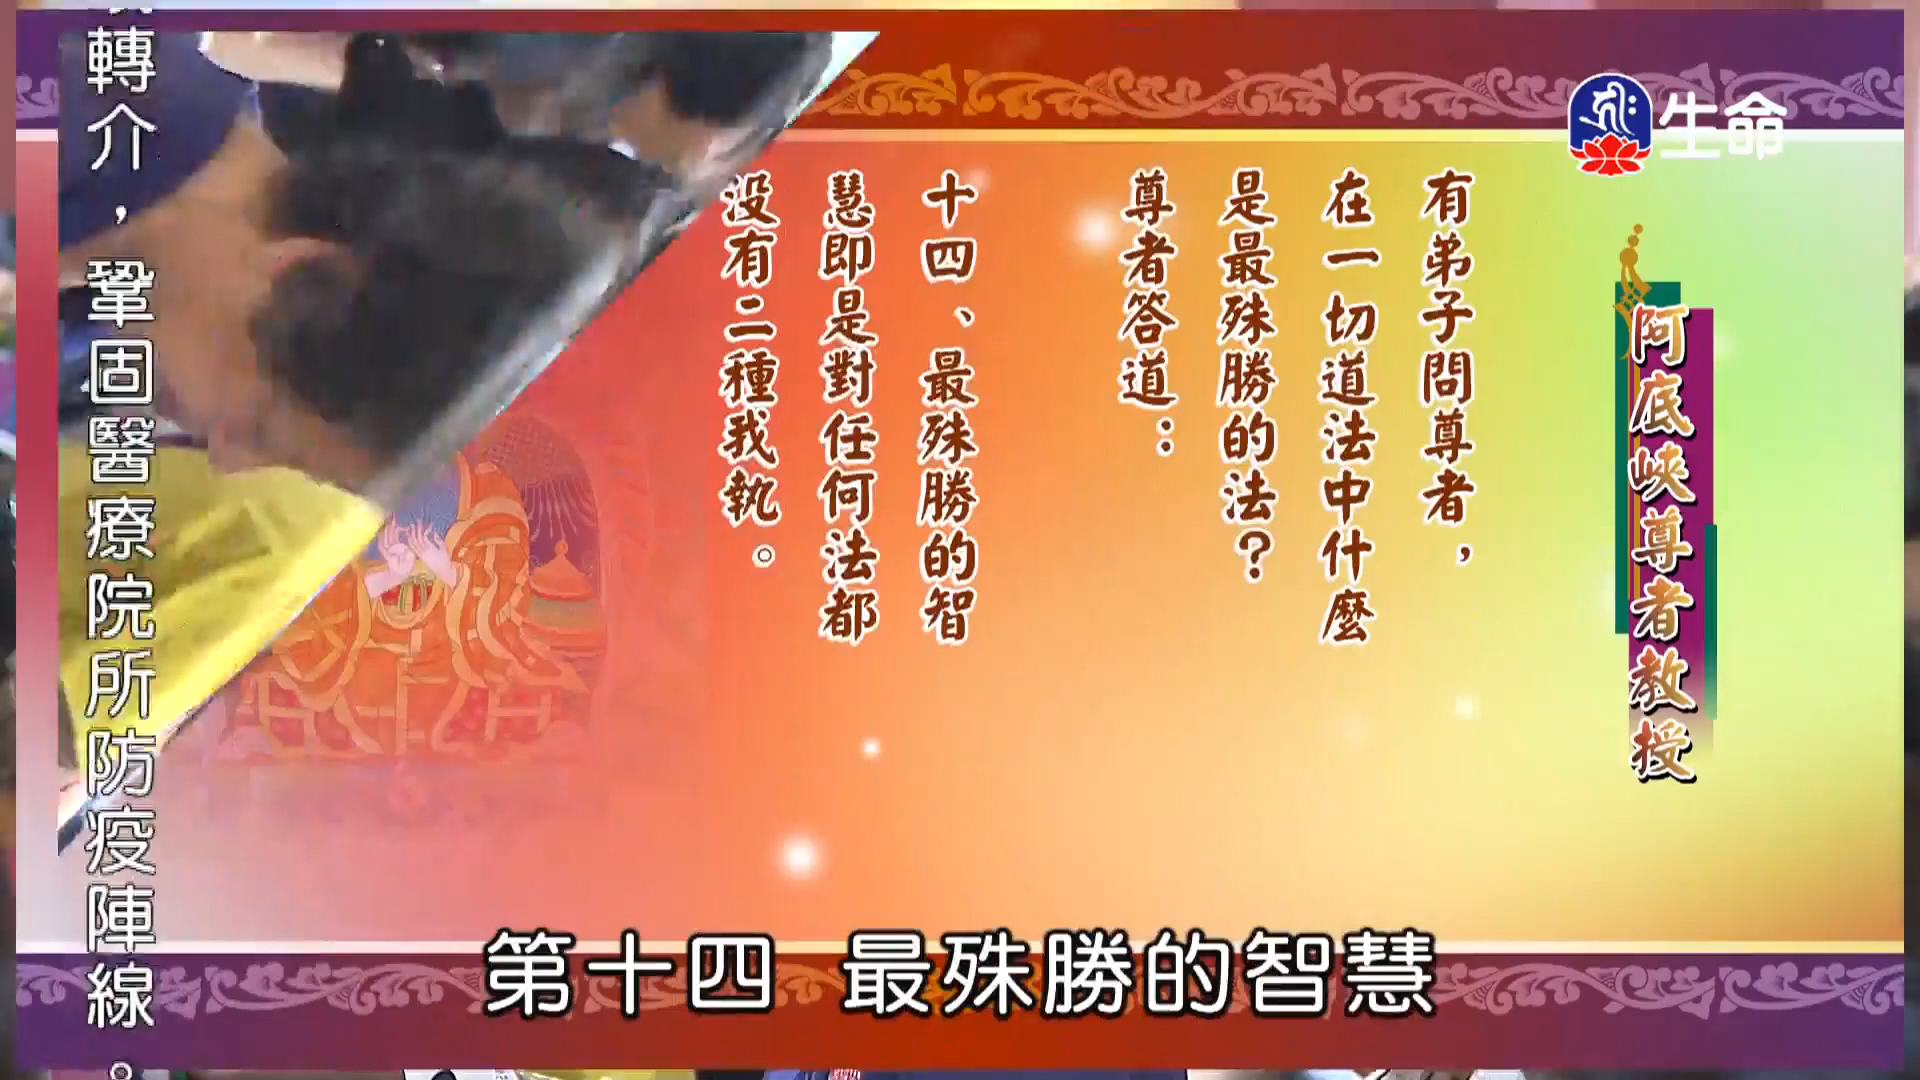 生命
阿底峽尊者教授
有弟子問尊者，
在一切道法中什麼
是最殊勝的法？
尊者答道：
十四、最殊勝的智
慧即是對任何法都
沒有二種我執。
轉介，鞏固醫療院所防疫陣線。
第十四 最殊勝的智慧